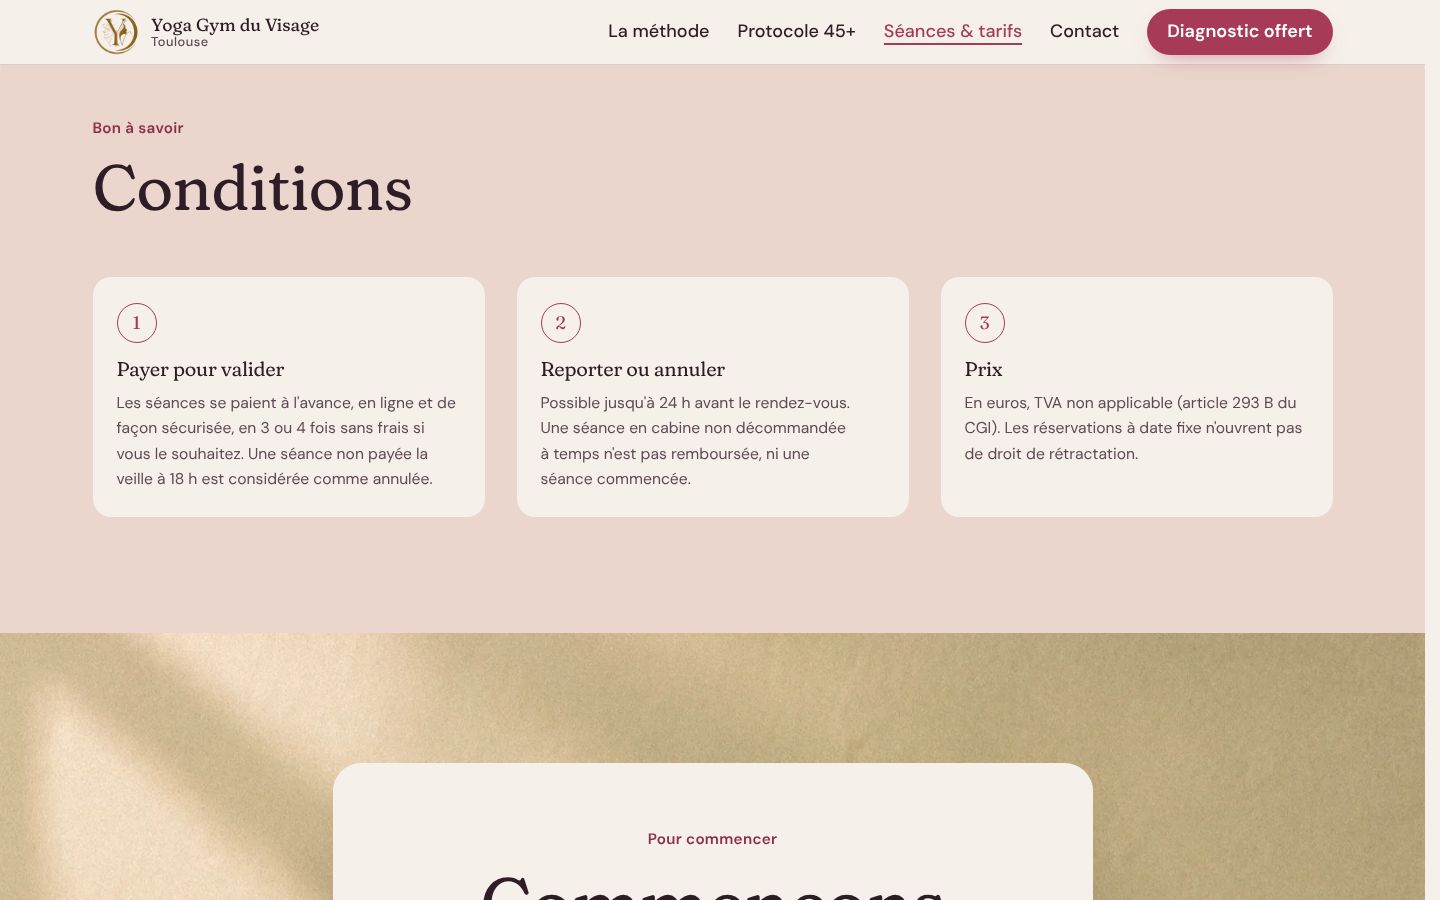 Yoga Gym du Visage
Toulouse
La méthode
Protocole 45+
Séances & tarifs
Contact
Diagnostic offert
Bon à savoir
Conditions
1
Payer pour valider
Les séances se paient à l'avance, en ligne et de
façon sécurisée, en 3 ou 4 fois sans frais si
vous le souhaitez. Une séance non payée la
veille à 18 h est considérée comme annulée.
2
Reporter ou annuler
Possible jusqu'à 24 h avant le rendez-vous.
Une séance en cabine non décommandée
à temps n'est pas remboursée, ni une
séance commencée.
3
Prix
En euros, TVA non applicable (article 293 B du
CGI). Les réservations à date fixe n'ouvrent pas
de droit de rétractation.
Pour commencer